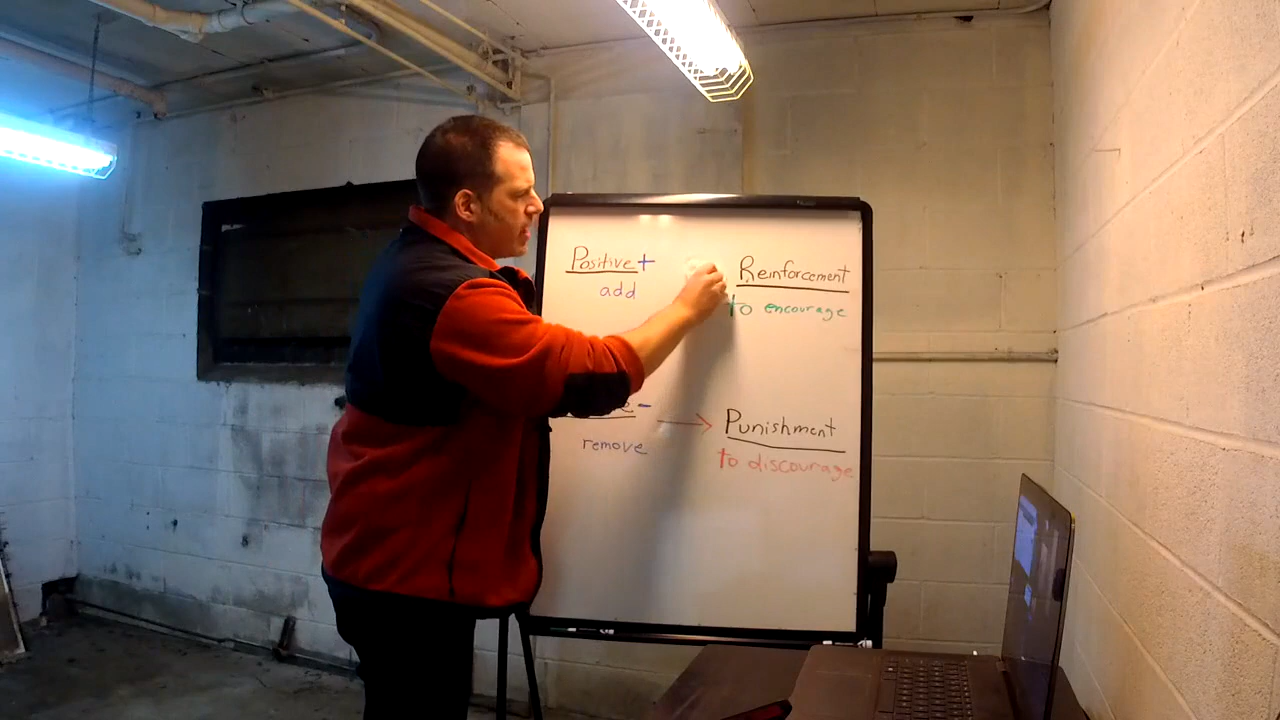 Positive +
add
Reinforcement
to encourage
-
remove
Punishment
to discourage